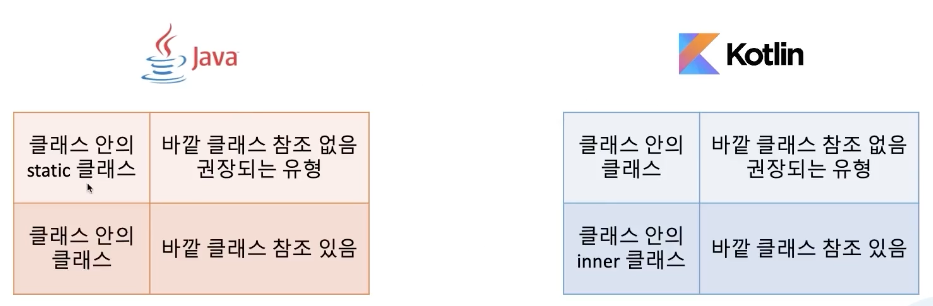 Java
Kotlin
클래스 안의
static 클래스
바깥 클래스 참조 없음
권장되는 유형
클래스 안의
클래스
바깥 클래스 참조 있음
클래스 안의
클래스
바깥 클래스 참조 없음
권장되는 유형
클래스 안의
inner 클래스
바깥 클래스 참조 있음